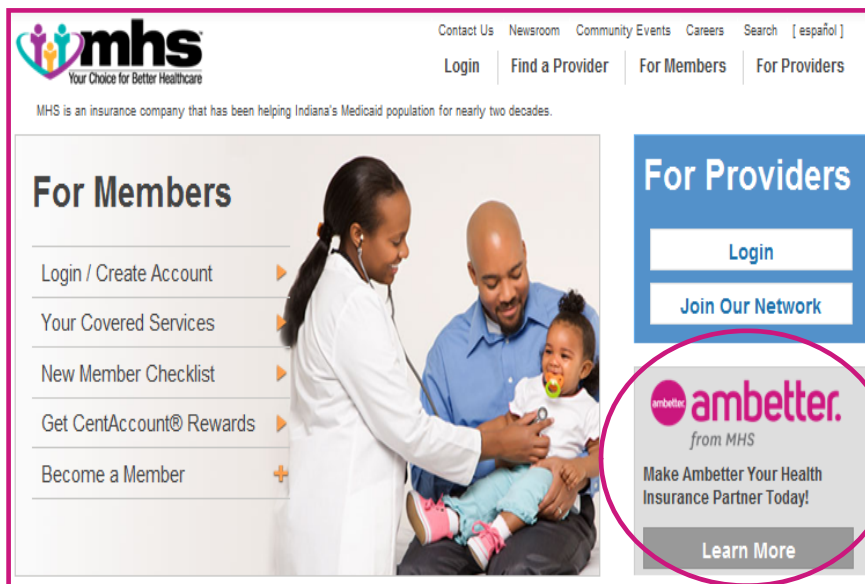 mhs
Your Choice for Better Healthcare
Contact Us Newsroom Community Events Careers Search [ español ]
Login Find a Provider For Members For Providers
MHS is an insurance company that has been helping Indiana's Medicaid population for nearly two decades.
For Members
Login / Create Account
Your Covered Services
New Member Checklist
Get CentAccount® Rewards
Become a Member
For Providers
Login
Join Our Network
ambetter. ambetter.
from MHS
Make Ambetter Your Health
Insurance Partner Today!
Learn More